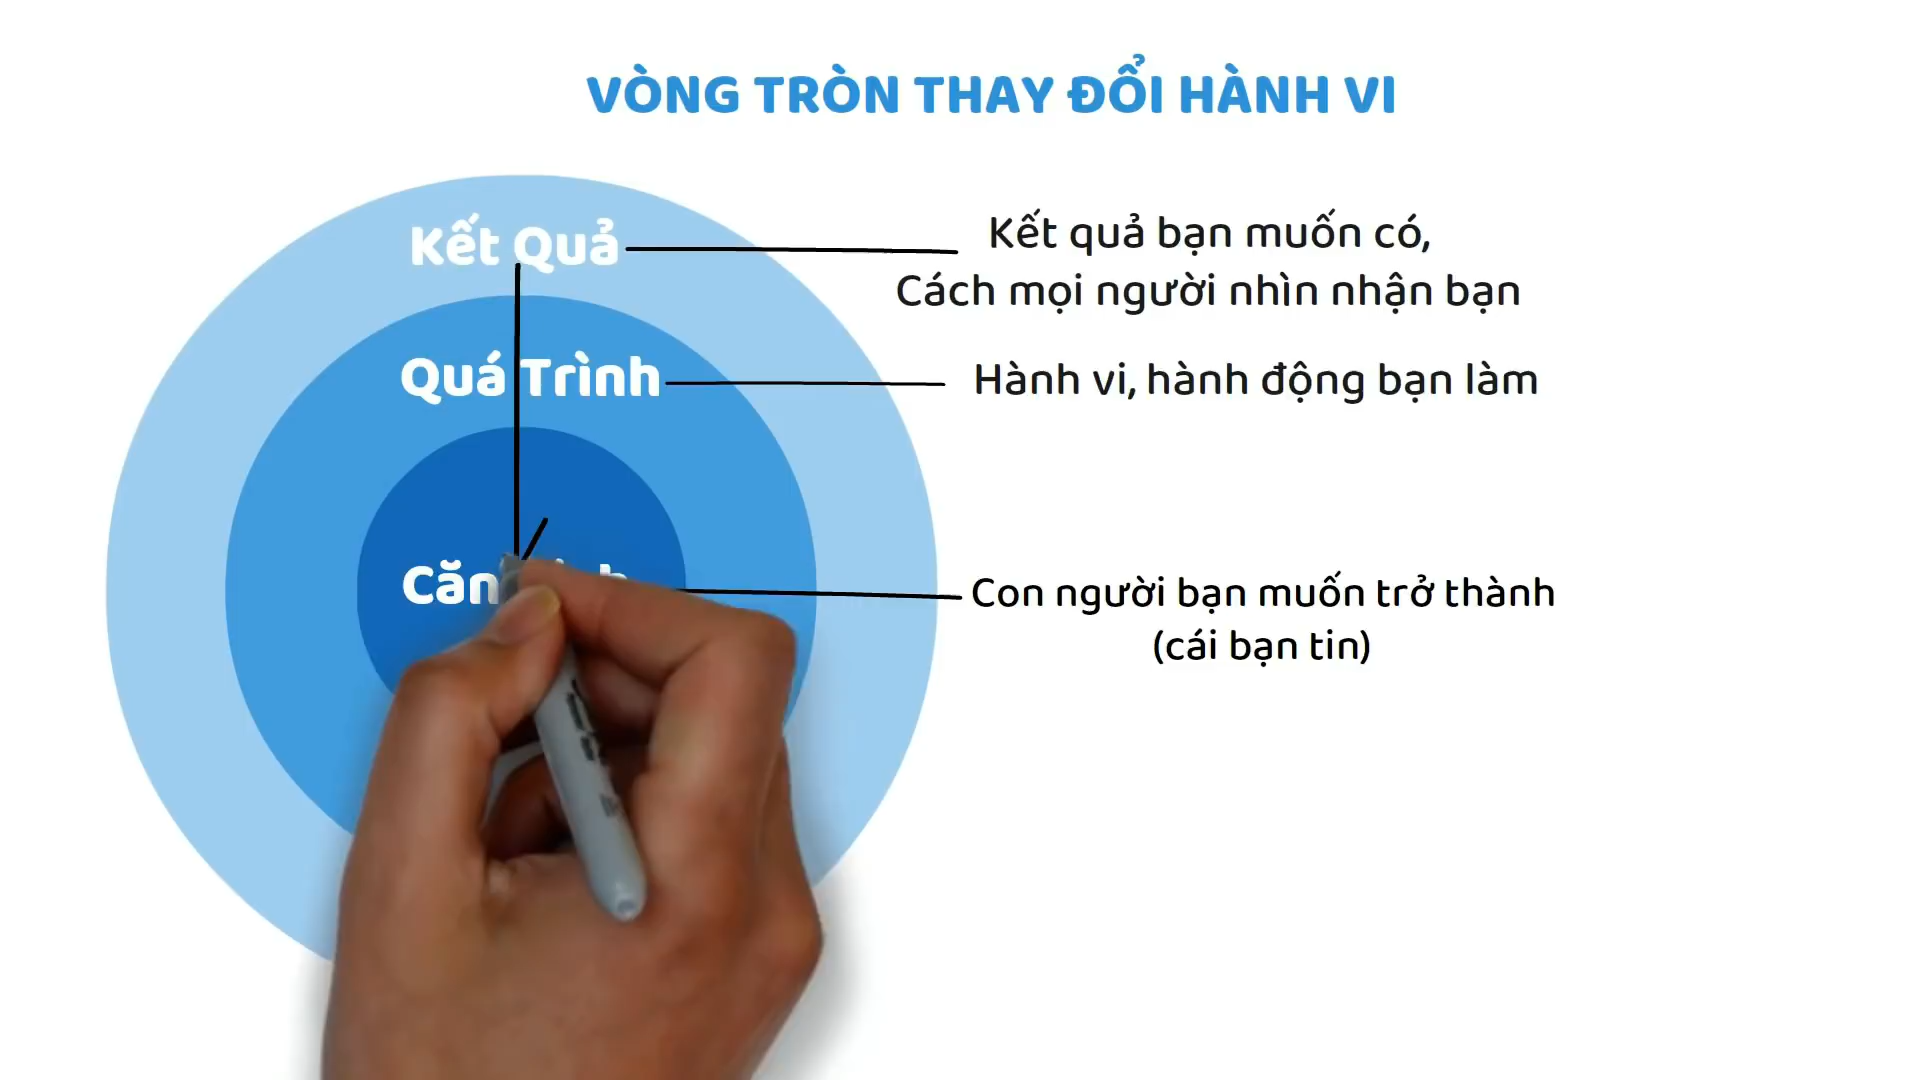 VÒNG TRÒN THAY ĐỔI HÀNH VI
Kết Quả
Kết quả bạn muốn có,
Cách mọi người nhìn nhận bạn
Quá Trình
Hành vi, hành động bạn làm
Căn
Con người bạn muốn trở thành
(cái bạn tin)